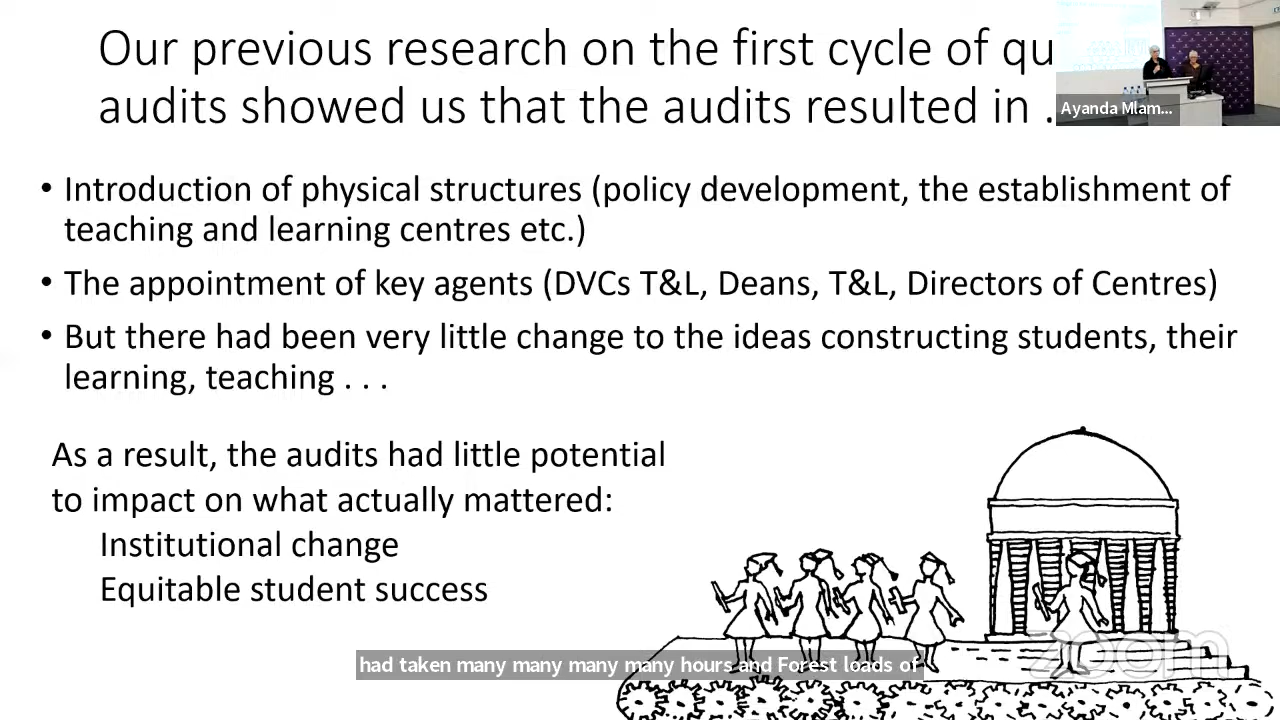 Our previous research on the first cycle of qu
audits showed us that the audits resulted in .
Ayanda Mlam...
• Introduction of physical structures (policy development, the establishment of
teaching and learning centres etc.)
• The appointment of key agents (DVCs T&L, Deans, T&L, Directors of Centres)
• But there had been very little change to the ideas constructing students, their
learning, teaching . . .
As a result, the audits had little potential
to impact on what actually mattered:
Institutional change
Equitable student success
had taken many many many many hours and Forest loads of
zoom